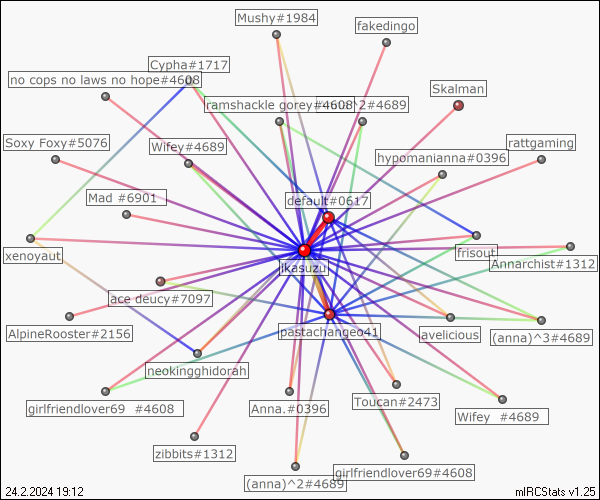 Mushy#1984
fakedingo
Cypha#1717
no cops no laws no hope#4608
Skalman
ramshackle gorey#4608
^2#4689
Soxy Foxy#5076
Wifey#4689
rattgaming
hypomanianna#0396
Mad #6901
default#0617
xenoyaut
frisout
Annarchist#1312
jkasuzuj
ace deucy#7097
AlpineRooster#2156
pastachangeo41
avelicious
(anna)^3#4689
neokingghidorah
girlfriendlover69 #4608
Anna.#0396
Toucan#2473
Wifey #4689
zibbits#1312
girlfriendlover69#4608
(anna)^2#4689
24.2.2024 19:12
mIRCStats v1.25